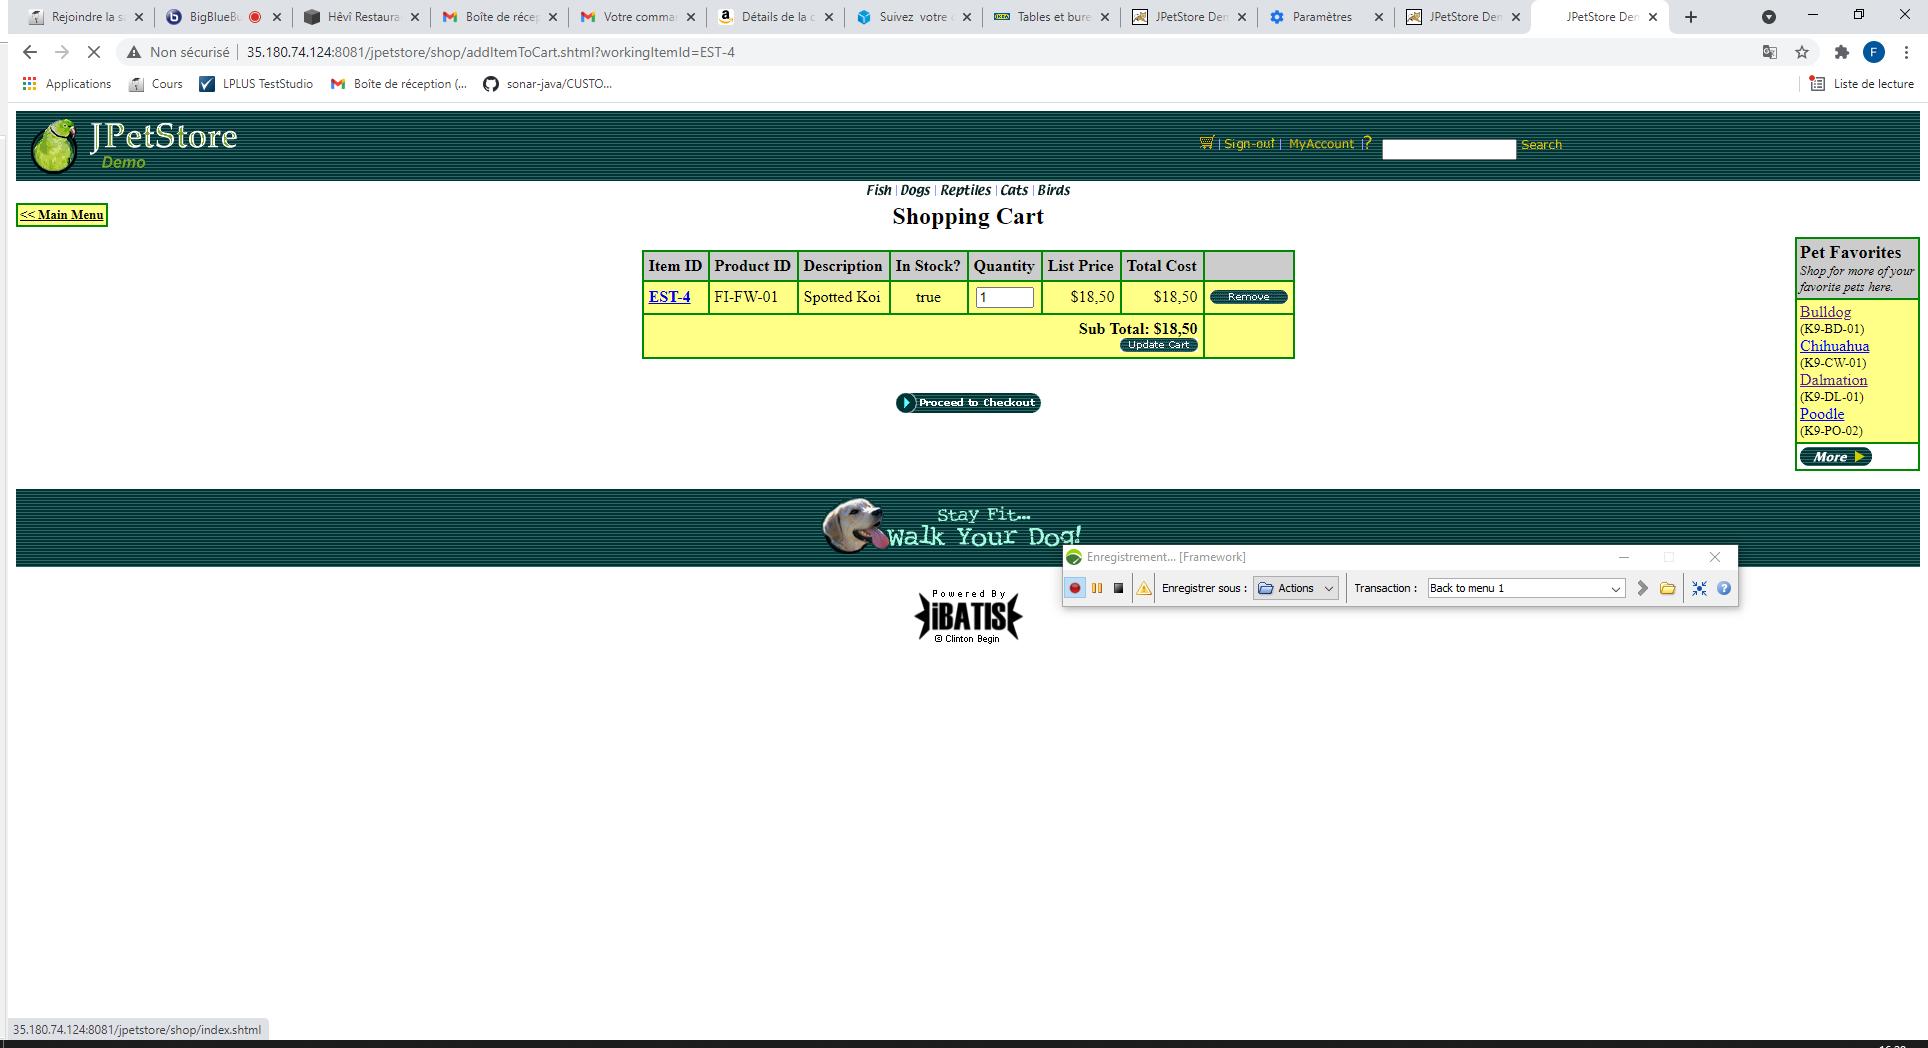 Rejoindre la s
BigBlueBu
Hêvî Restaura
Boîte de récep
Votre comman
Détails de la c
Suivez votre c
Tables et bure
JPetStore Dem
Paramètres
JPetStore Dem
JPetStore Dem
Non sécurisé
35.180.74.124:8081/jpetstore/shop/addItemToCart.shtml?workingItemId=EST-4
F
Applications
Cours
LPLUS TestStudio
Boîte de réception (...
sonar-java/CUSTO...
Liste de lecture
JPetStore
Demo
| Sign-out | MyAccount | ?
Search
Fish | Dogs | Reptiles | Cats | Birds
<< Main Menu
Shopping Cart
Item ID Product ID Description In Stock? Quantity List Price Total Cost
EST-4 FI-FW-01 Spotted Koi true 1 $18,50 $18,50 Remove
Sub Total: $18,50
Update Cart
Proceed to Checkout
Pet Favorites
Shop for more of your
favorite pets here.
Bulldog
(K9-BD-01)
Chihuahua
(K9-CW-01)
Dalmation
(K9-DL-01)
Poodle
(K9-PO-02)
More
Stay Fit...
Walk Your Dog!
Enregistrement... [Framework]
Enregistrer sous : Actions Transaction : Back to menu 1
Powered By
iBATIS
© Clinton Begin
35.180.74.124:8081/jpetstore/shop/index.shtml